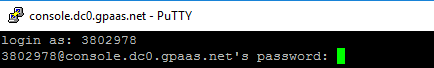 console.dc0.gpaas.net - PuTTY
login as: 3802978
3802978@console.dc0.gpaas.net's password: